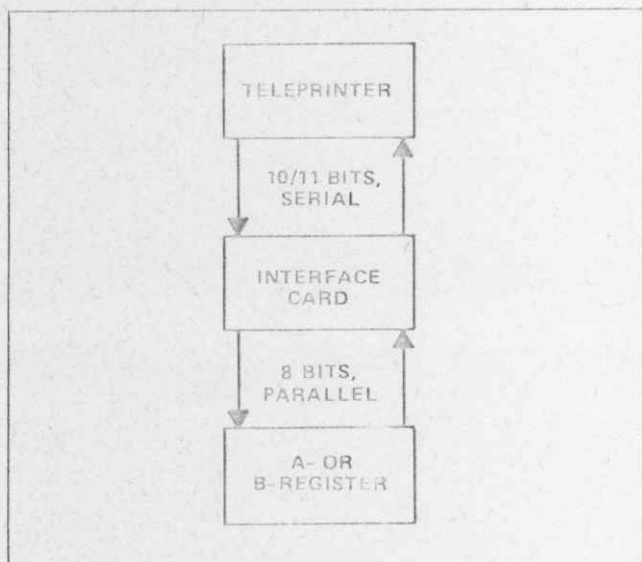 TELEPRINTER
10/11 BITS,
SERIAL
INTERFACE
CARD
8 BITS,
PARALLEL
A- OR
B-REGISTER